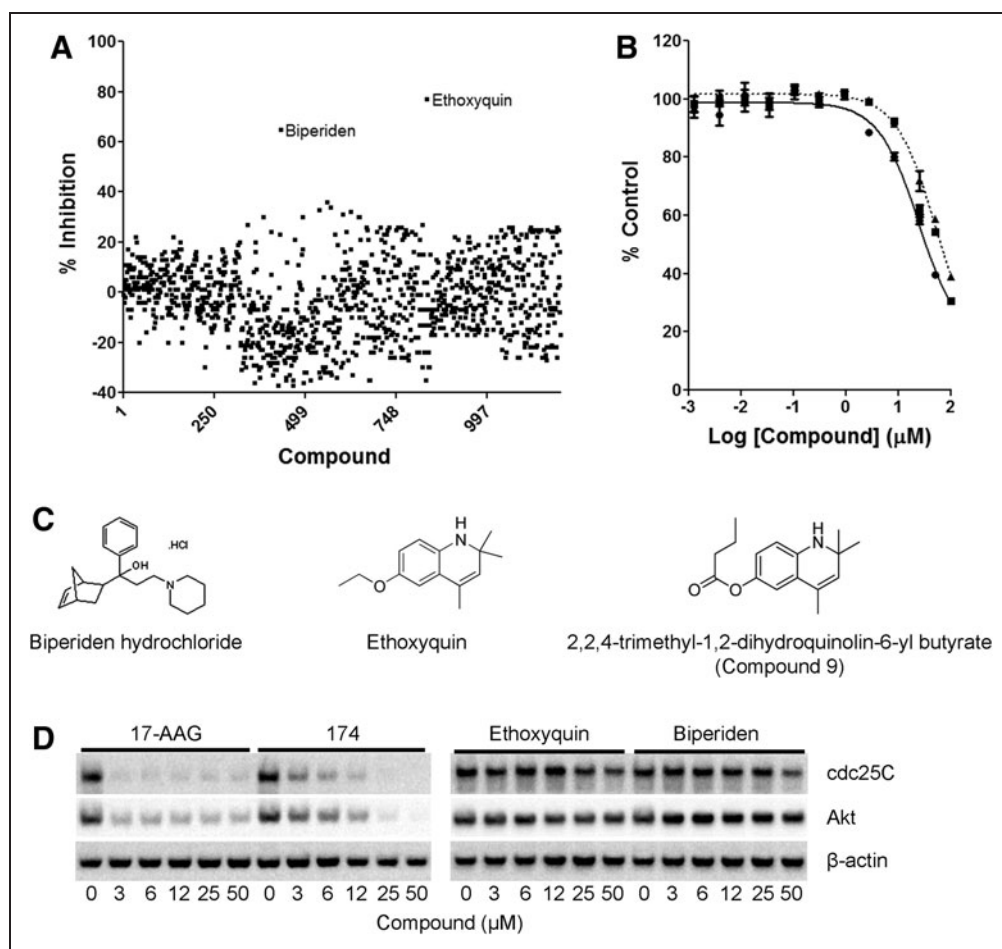 A
B
100
80
60
40
20
0
-20
-40
% Inhibition
Biperiden
Ethoxyquin
1
250
499
748
997
Compound
120
100
80
60
40
20
0
% Control
-3
-2
-1
0
1
2
Log [Compound] (μM)
C
.HCl
OH
N
Biperiden hydrochloride
H
N
O
Ethoxyquin
H
N
O
O
2,2,4-trimethyl-1,2-dihydroquinolin-6-yl butyrate
(Compound 9)
D
17-AAG 174 Ethoxyquin Biperiden
cdc25C
Akt
β-actin
0 3 6 12 25 50 0 3 6 12 25 50 0 3 6 12 25 50 0 3 6 12 25 50
Compound (μM)